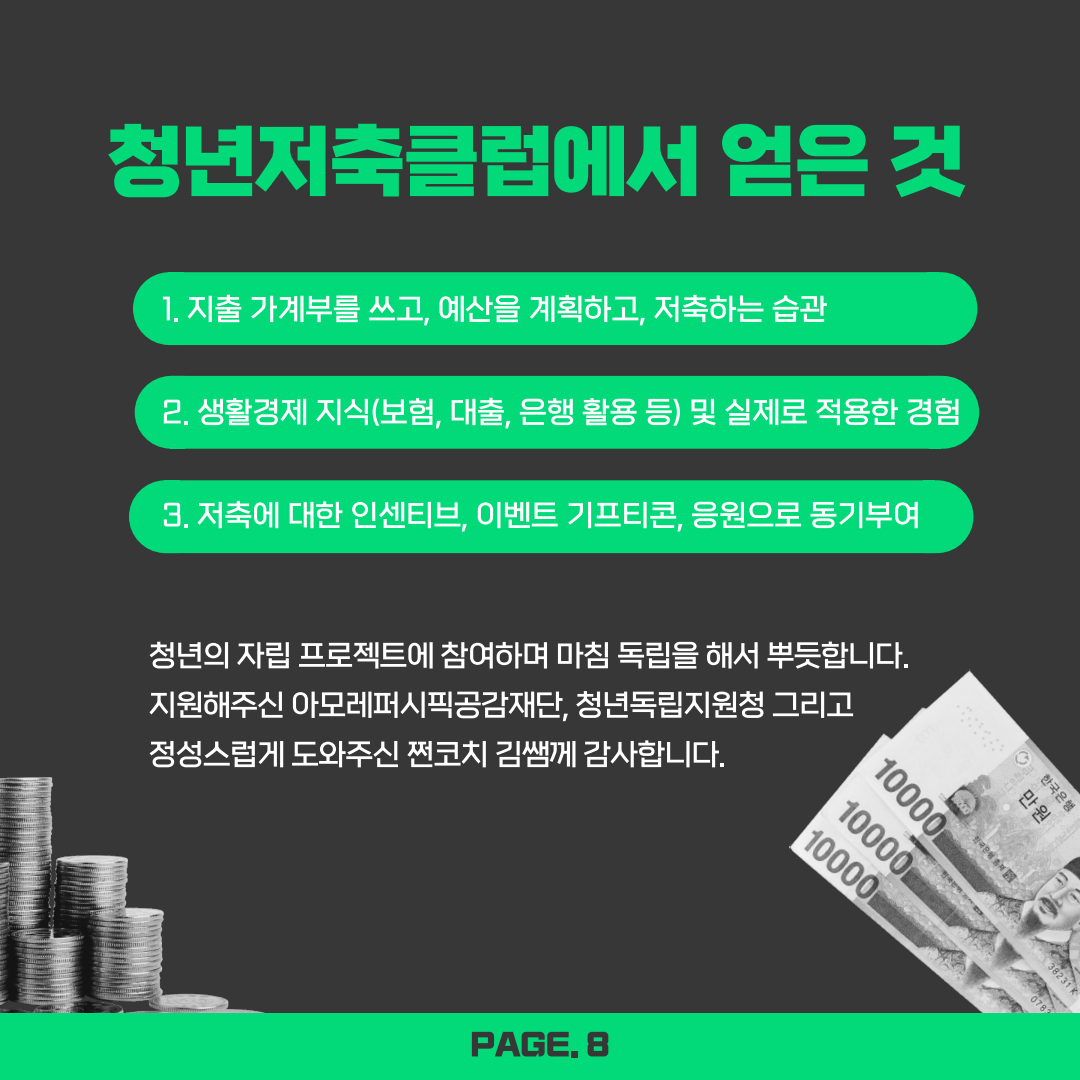 청년저축클럽에서 얻은 것
1. 지출 가계부를 쓰고, 예산을 계획하고, 저축하는 습관
2. 생활경제 지식(보험, 대출, 은행 활용 등) 및 실제로 적용한 경험
3. 저축에 대한 인센티브, 이벤트 기프티콘, 응원으로 동기부여
청년의 자립 프로젝트에 참여하며 마침 독립을 해서 뿌듯합니다.
지원해주신 아모레퍼시픽공감재단, 청년독립지원청 그리고
정성스럽게 도와주신 쩐코치 김쌤께 감사합니다.
10000
한국은행
만원
10000
10000
38231
0783
PAGE. 8